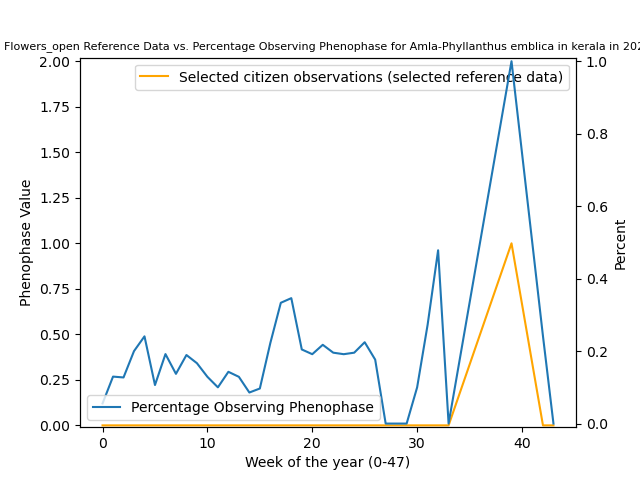 Flowers_open Reference Data vs. Percentage Observing Phenophase for Amla-Phyllanthus emblica in kerala in 202
Selected citizen observations (selected reference data)
Percentage Observing Phenophase
Phenophase Value
2.00
1.75
1.50
1.25
1.00
0.75
0.50
0.25
0.00
Percent
1.0
0.8
0.6
0.4
0.2
0.0
0 10 20 30 40
Week of the year (0-47)